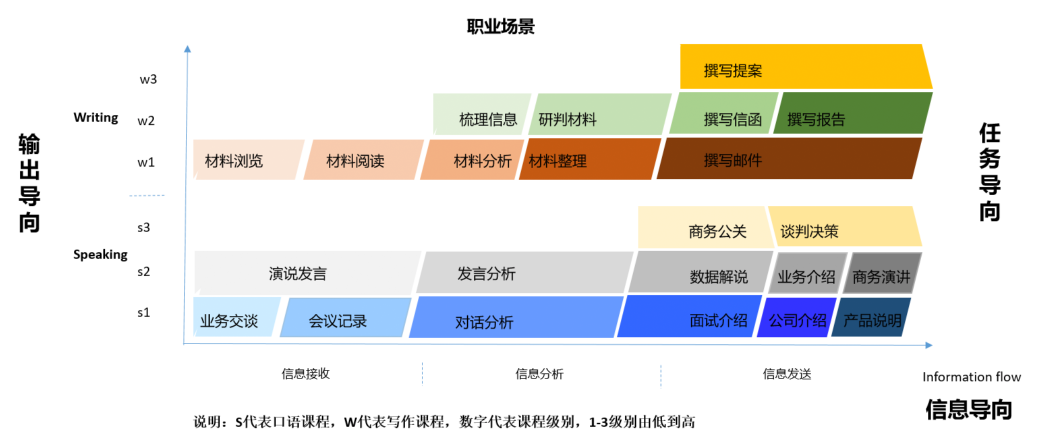 职业场景
w3
撰写提案
Writing
w2
梳理信息
研判材料
撰写信函
撰写报告
w1
材料浏览
材料阅读
材料分析
材料整理
撰写邮件
输出导向
任务导向
s3
商务公关
谈判决策
Speaking
s2
演说发言
发言分析
数据解说
业务介绍
商务演讲
s1
业务交谈
会议记录
对话分析
面试介绍
公司介绍
产品说明
信息接收
信息分析
信息发送
Information flow
信息导向
说明：S代表口语课程，W代表写作课程，数字代表课程级别，1-3级别由低到高